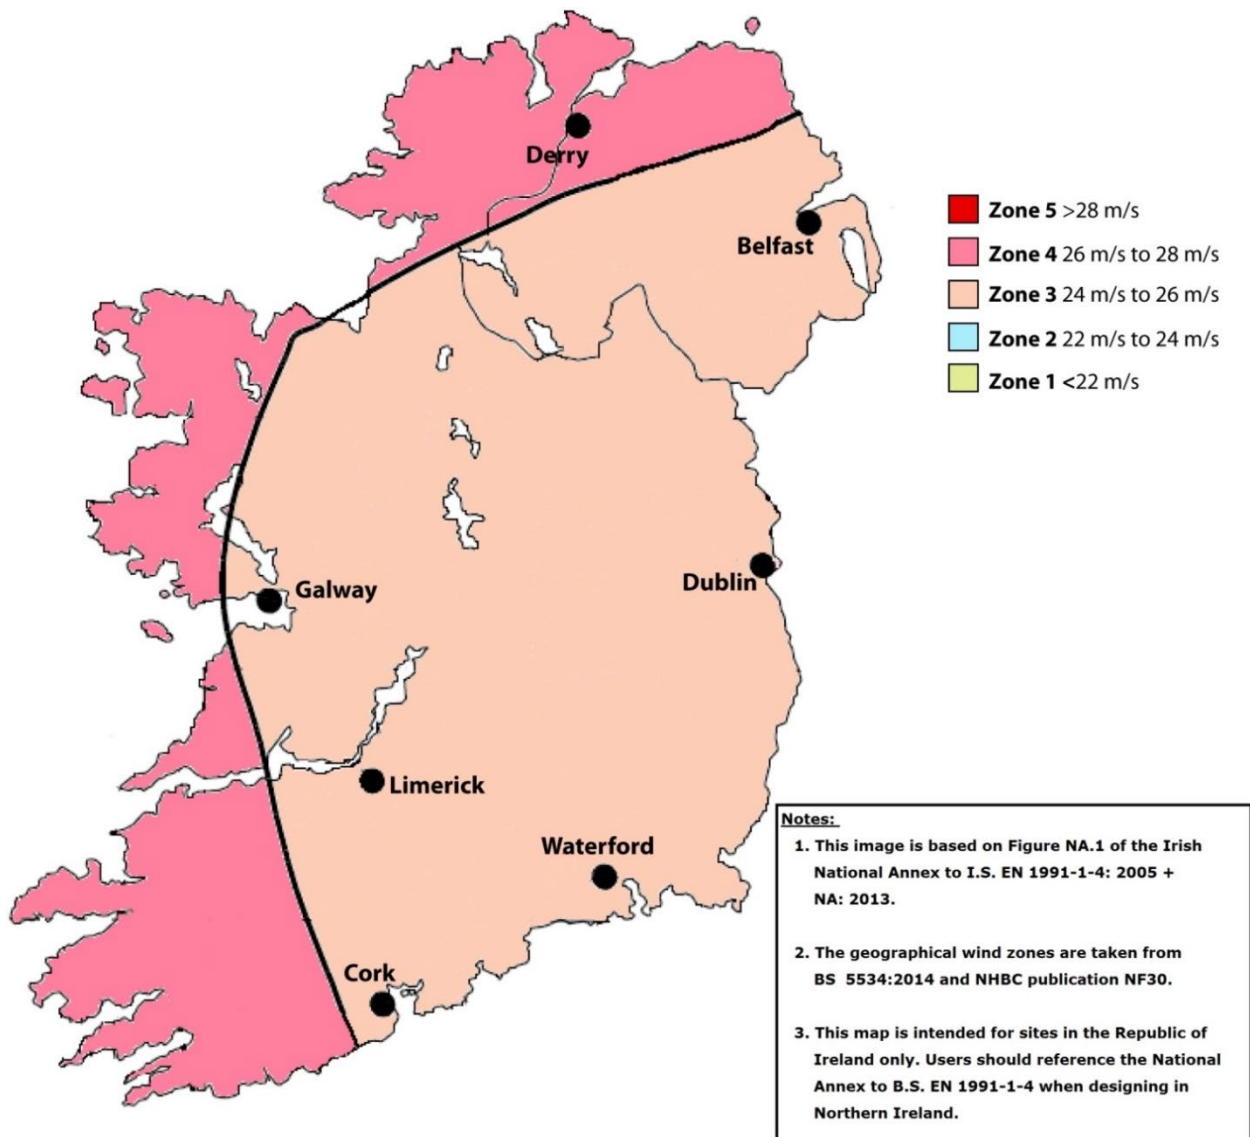 Derry
Belfast
Zone 5 >28 m/s
Zone 4 26 m/s to 28 m/s
Zone 3 24 m/s to 26 m/s
Zone 2 22 m/s to 24 m/s
Zone 1 <22 m/s
Galway
Dublin
Limerick
Waterford
Cork
Notes:
1. This image is based on Figure NA.1 of the Irish
National Annex to I.S. EN 1991-1-4: 2005 +
NA: 2013.
2. The geographical wind zones are taken from
BS 5534:2014 and NHBC publication NF30.
3. This map is intended for sites in the Republic of
Ireland only. Users should reference the National
Annex to B.S. EN 1991-1-4 when designing in
Northern Ireland.